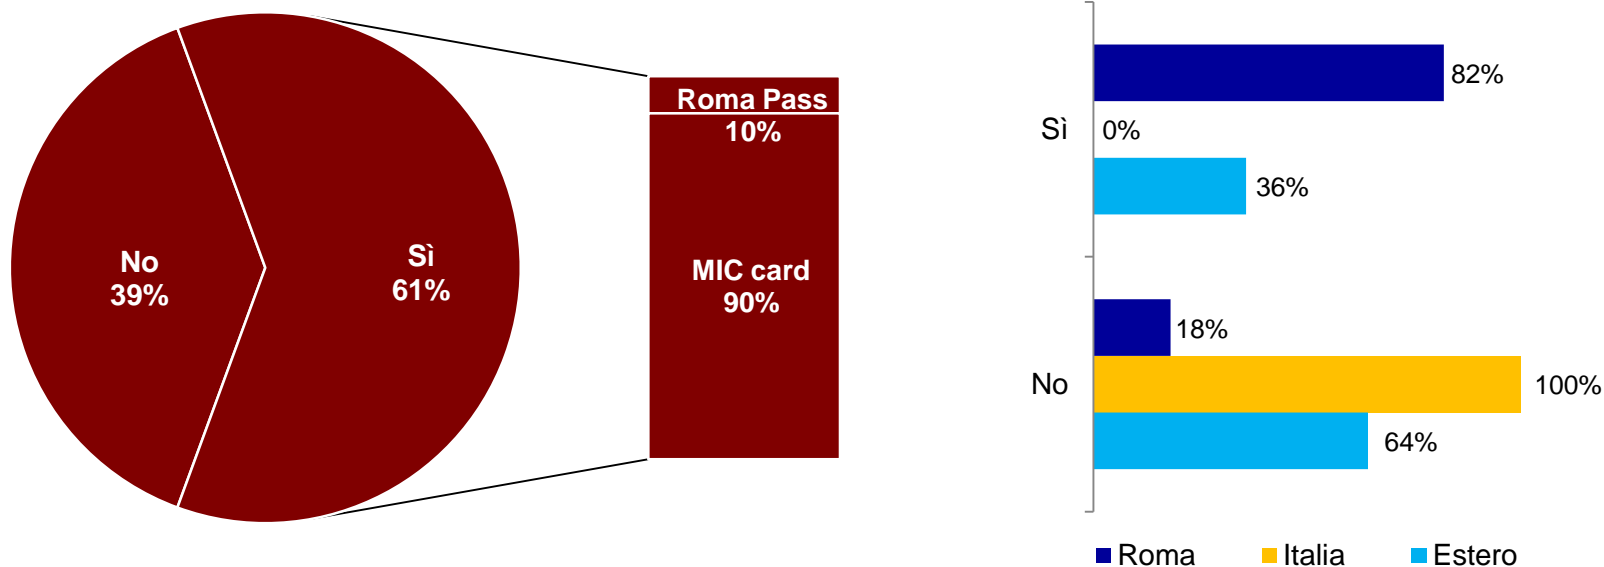 No
39%
Sì
61%
Roma Pass
10%
MIC card
90%
Sì
82%
0%
36%
No
18%
100%
64%
Roma
Italia
Estero